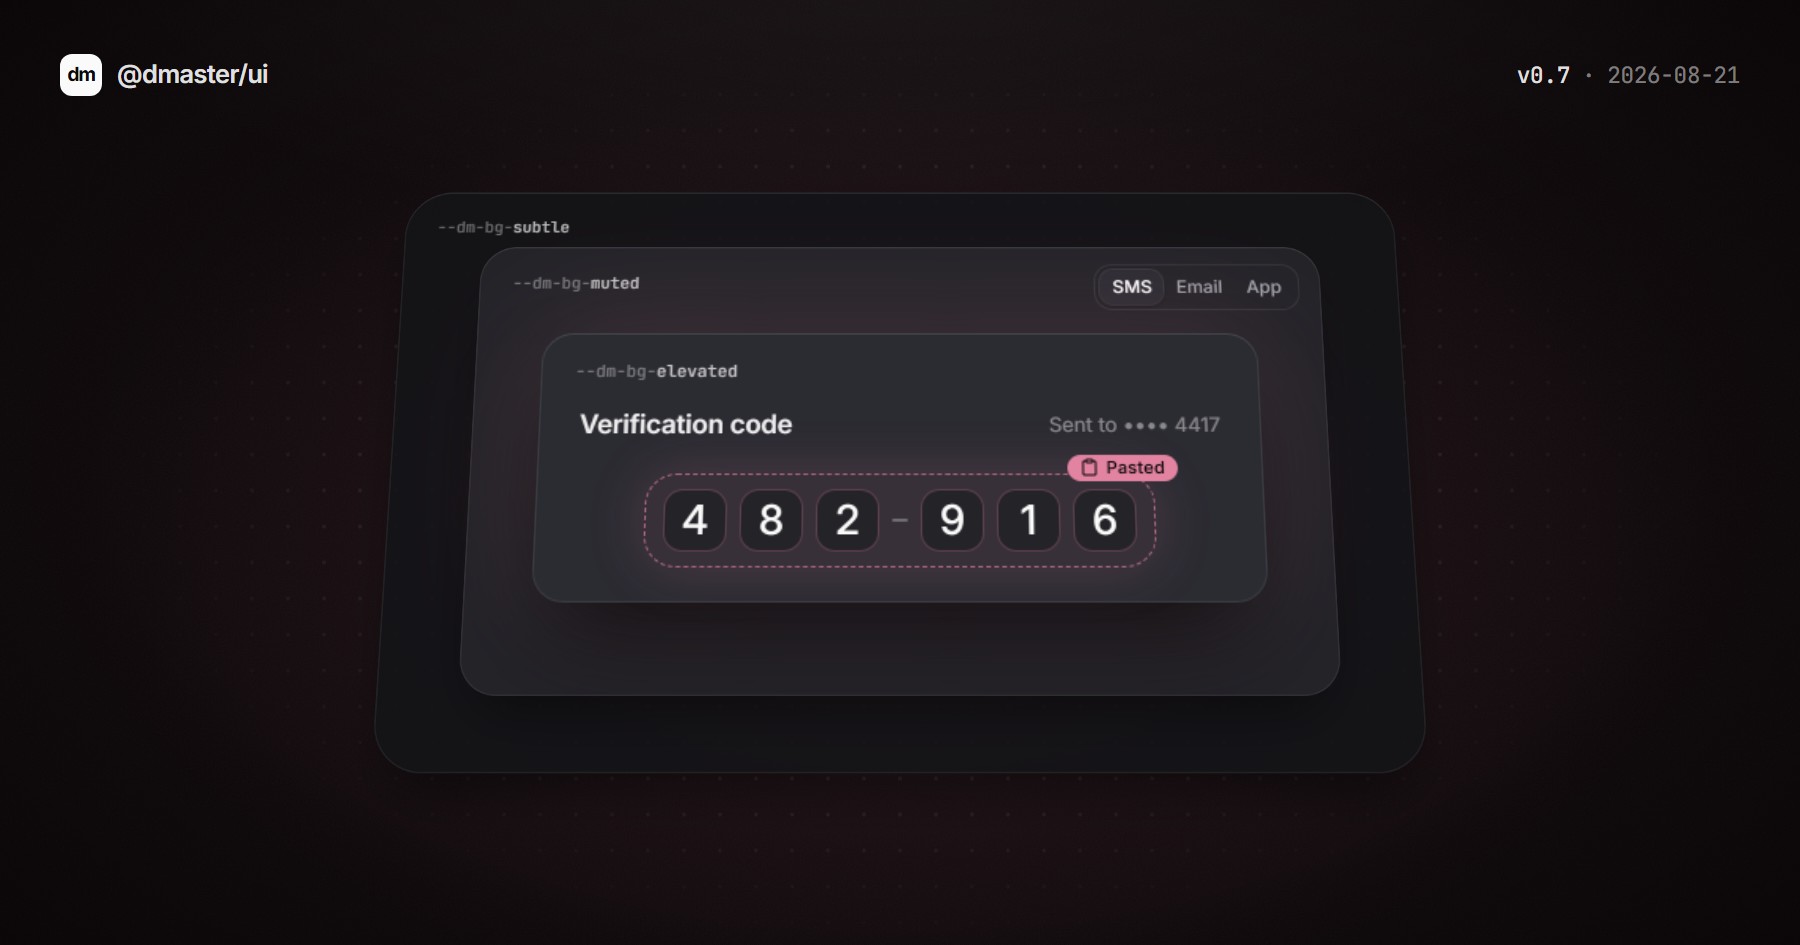 dm @dmaster/ui
v0.7 · 2026-08-21
--dm-bg-subtle
--dm-bg-muted
SMS Email App
--dm-bg-elevated
Verification code
Sent to •••• 4417
Pasted
4 8 2 – 9 1 6